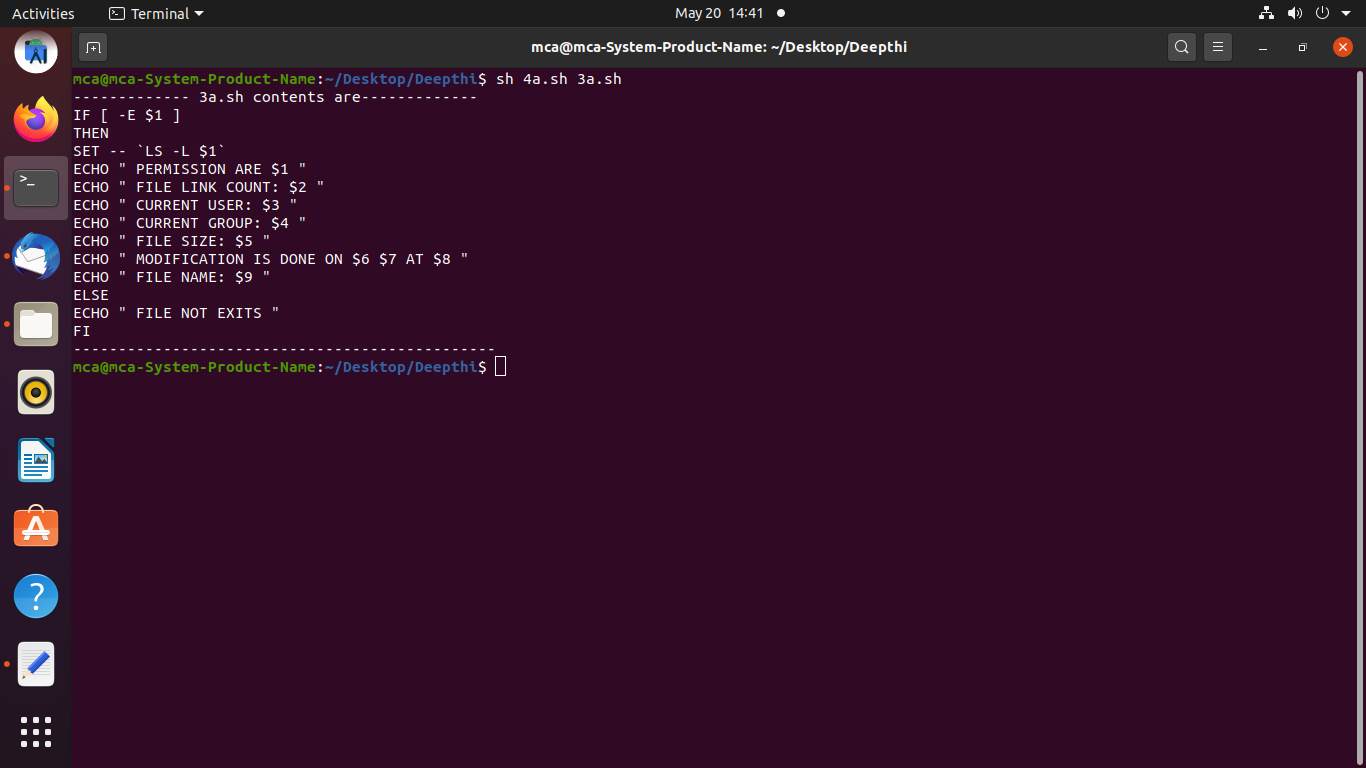 Activities
Terminal
May 20 14:41
mca@mca-System-Product-Name: ~/Desktop/Deepthi
mca@mca-System-Product-Name:~/Desktop/Deepthi$ sh 4a.sh 3a.sh
------------- 3a.sh contents are-------------
IF [ -E $1 ]
THEN
SET -- `LS -L $1`
ECHO " PERMISSION ARE $1 "
ECHO " FILE LINK COUNT: $2 "
ECHO " CURRENT USER: $3 "
ECHO " CURRENT GROUP: $4 "
ECHO " FILE SIZE: $5 "
ECHO " MODIFICATION IS DONE ON $6 $7 AT $8 "
ECHO " FILE NAME: $9 "
ELSE
ECHO " FILE NOT EXITS "
FI
-----------------------------------------------
mca@mca-System-Product-Name:~/Desktop/Deepthi$